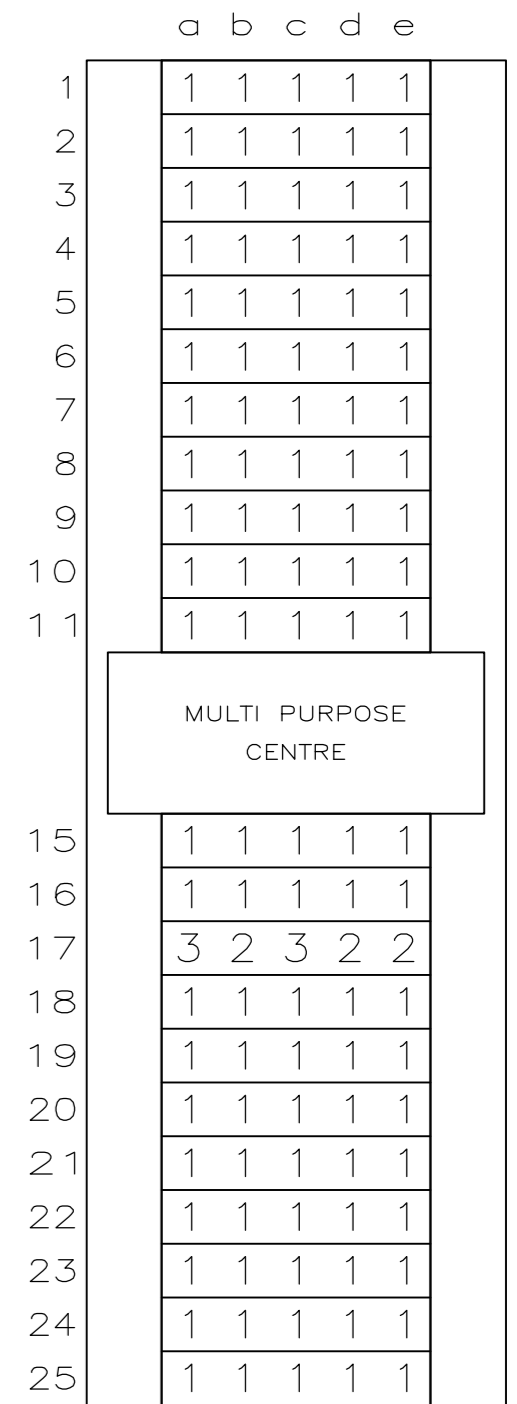 a b c d e
1 1 1 1 1 1
2 1 1 1 1 1
3 1 1 1 1 1
4 1 1 1 1 1
5 1 1 1 1 1
6 1 1 1 1 1
7 1 1 1 1 1
8 1 1 1 1 1
9 1 1 1 1 1
10 1 1 1 1 1
11 1 1 1 1 1
MULTI PURPOSE
CENTRE
15 1 1 1 1 1
16 1 1 1 1 1
17 3 2 3 2 2
18 1 1 1 1 1
19 1 1 1 1 1
20 1 1 1 1 1
21 1 1 1 1 1
22 1 1 1 1 1
23 1 1 1 1 1
24 1 1 1 1 1
25 1 1 1 1 1